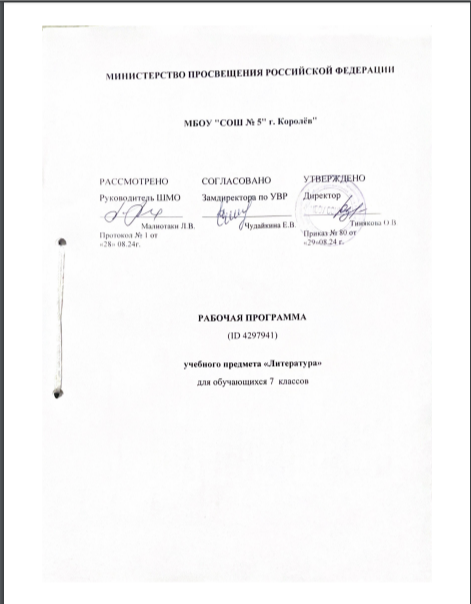 МИНИСТЕРСТВО ПРОСВЕЩЕНИЯ РОССИЙСКОЙ ФЕДЕРАЦИИ
МБОУ "СОШ № 5" г. Королёв"
РАССМОТРЕНО
Руководитель ШМО
Малиотаки Л.В.
Протокол № 1 от
«28» 08.24г.
СОГЛАСОВАНО
Замдиректора по УВР
Чудайкина Е.В.
УТВЕРЖДЕНО
Директор
О.В
Приказ № 80 от
«29»08.24 г.
РАБОЧАЯ ПРОГРАММА
(ID 4297941)
учебного предмета «Литература»
для обучающихся 7 классов